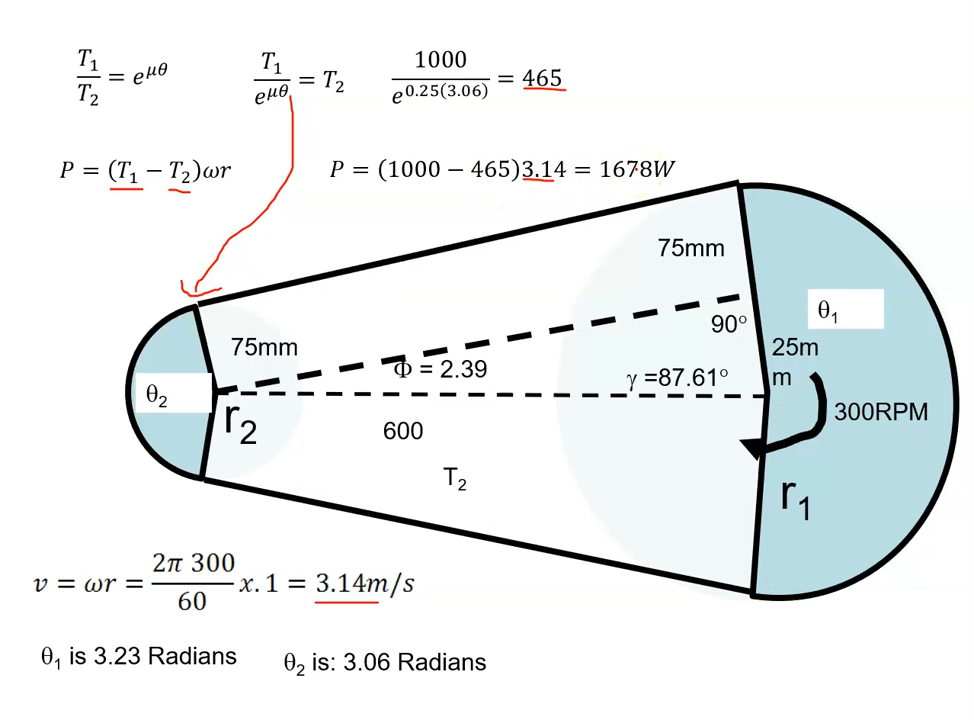 T₁/T₂ = e^{μθ}    T₁/e^{μθ} = T₂    1000/e^{0.25(3.06)} = 465
P = (T₁ − T₂)ωr    P = (1000 − 465)3.14 = 1678W
75mm
θ₁
90°
75mm
25m
m
Φ = 2.39
γ =87.61°
θ₂
r₂
300RPM
600
T₂
r₁
v = ωr = 2π 300/60 x. 1 = 3.14m/s
θ₁ is 3.23 Radians
θ₂ is: 3.06 Radians